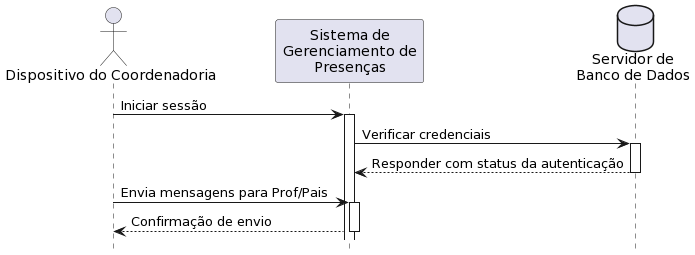 Dispositivo do Coordenadoria
Sistema de
Gerenciamento de
Presenças
Servidor de
Banco de Dados
Iniciar sessão
Verificar credenciais
Responder com status da autenticação
Envia mensagens para Prof/Pais
Confirmação de envio